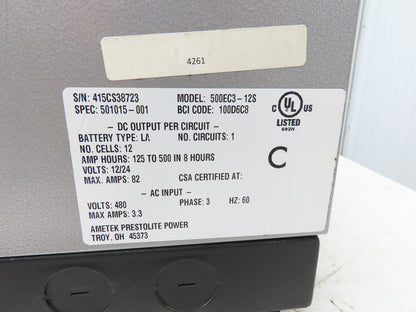 4261
S/N: 415CS38723 MODEL: 500EC3-12S
SPEC: 501015-001 BCI CODE: 100D6C8
C UL US
LISTED
692N
- DC OUTPUT PER CIRCUIT -
BATTERY TYPE: LA NO. CIRCUITS: 1
NO. CELLS: 12
AMP HOURS: 125 TO 500 IN 8 HOURS
VOLTS: 12/24
MAX. AMPS: 82 CSA CERTIFIED AT:
C
- AC INPUT -
VOLTS: 480 PHASE: 3 HZ: 60
MAX AMPS: 3.3
AMETEK PRESTOLITE POWER
TROY, OH 45373